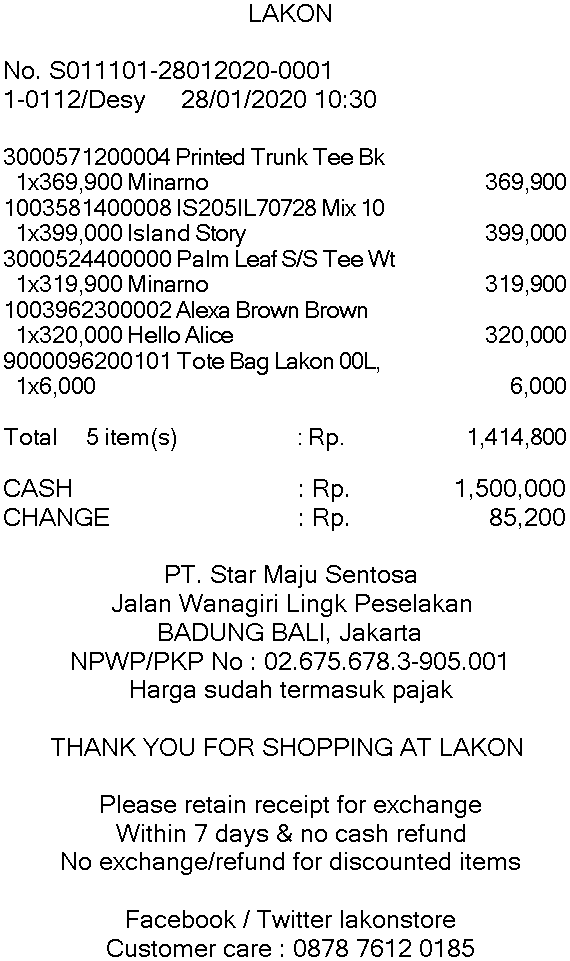 LAKON
No. S011101-28012020-0001
1-0112/Desy 28/01/2020 10:30
3000571200004 Printed Trunk Tee Bk
1x369,900 Minarno 369,900
1003581400008 IS205IL70728 Mix 10
1x399,000 Island Story 399,000
3000524400000 Palm Leaf S/S Tee Wt
1x319,900 Minarno 319,900
1003962300002 Alexa Brown Brown
1x320,000 Hello Alice 320,000
9000096200101 Tote Bag Lakon 00L,
1x6,000 6,000
Total 5 item(s) : Rp. 1,414,800
CASH : Rp. 1,500,000
CHANGE : Rp. 85,200
PT. Star Maju Sentosa
Jalan Wanagiri Lingk Peselakan
BADUNG BALI, Jakarta
NPWP/PKP No : 02.675.678.3-905.001
Harga sudah termasuk pajak
THANK YOU FOR SHOPPING AT LAKON
Please retain receipt for exchange
Within 7 days & no cash refund
No exchange/refund for discounted items
Facebook / Twitter lakonstore
Customer care : 0878 7612 0185